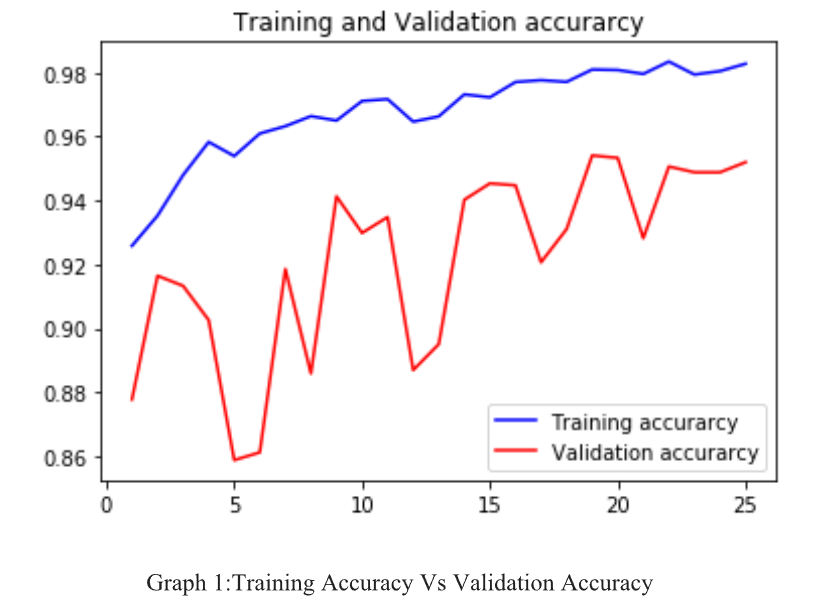 Training and Validation accurarcy
0.98
0.96
0.94
0.92
0.90
0.88
0.86
Training accurarcy
Validation accurarcy
0 5 10 15 20 25
Graph 1:Training Accuracy Vs Validation Accuracy